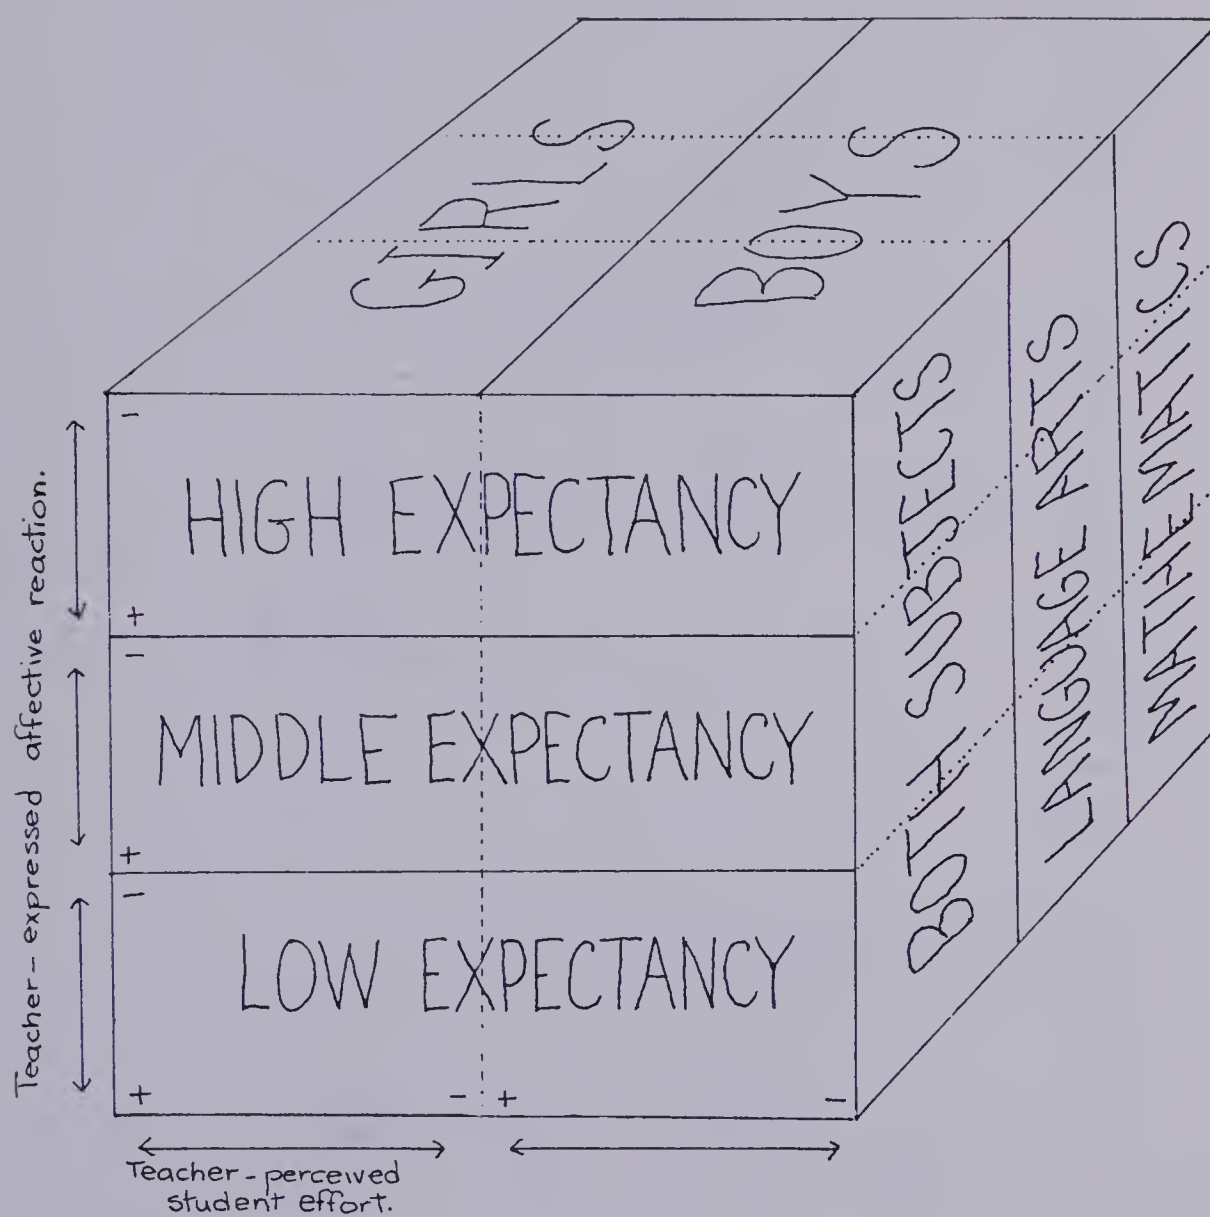 GIRLS
BOYS
-
HIGH EXPECTANCY
+
-
MIDDLE EXPECTANCY
+
-
LOW EXPECTANCY
+ - + -
BOTH SUBJECTS
LANGUAGE ARTS
MATHEMATICS
Teacher-expressed affective reaction.
Teacher-perceived
student effort.